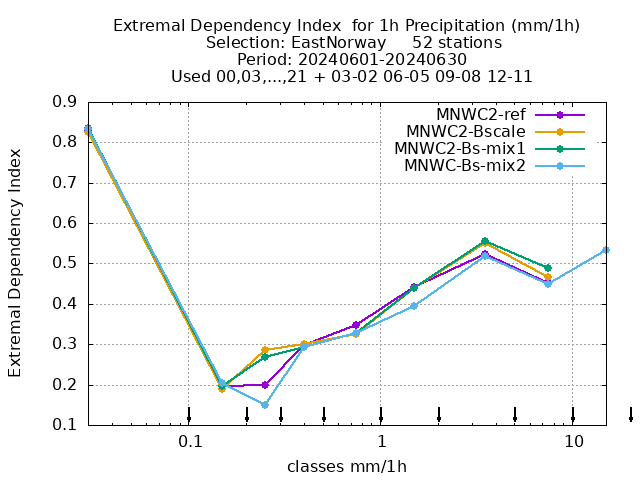 Extremal Dependency Index  for 1h Precipitation (mm/1h)
Selection: EastNorway     52 stations
Period: 20240601-20240630
Used 00,03,...,21 + 03-02 06-05 09-08 12-11
MNWC2-ref
MNWC2-Bscale
MNWC2-Bs-mix1
MNWC-Bs-mix2
Extremal Dependency Index
0.9
0.8
0.7
0.6
0.5
0.4
0.3
0.2
0.1
0.1 1 10
classes mm/1h